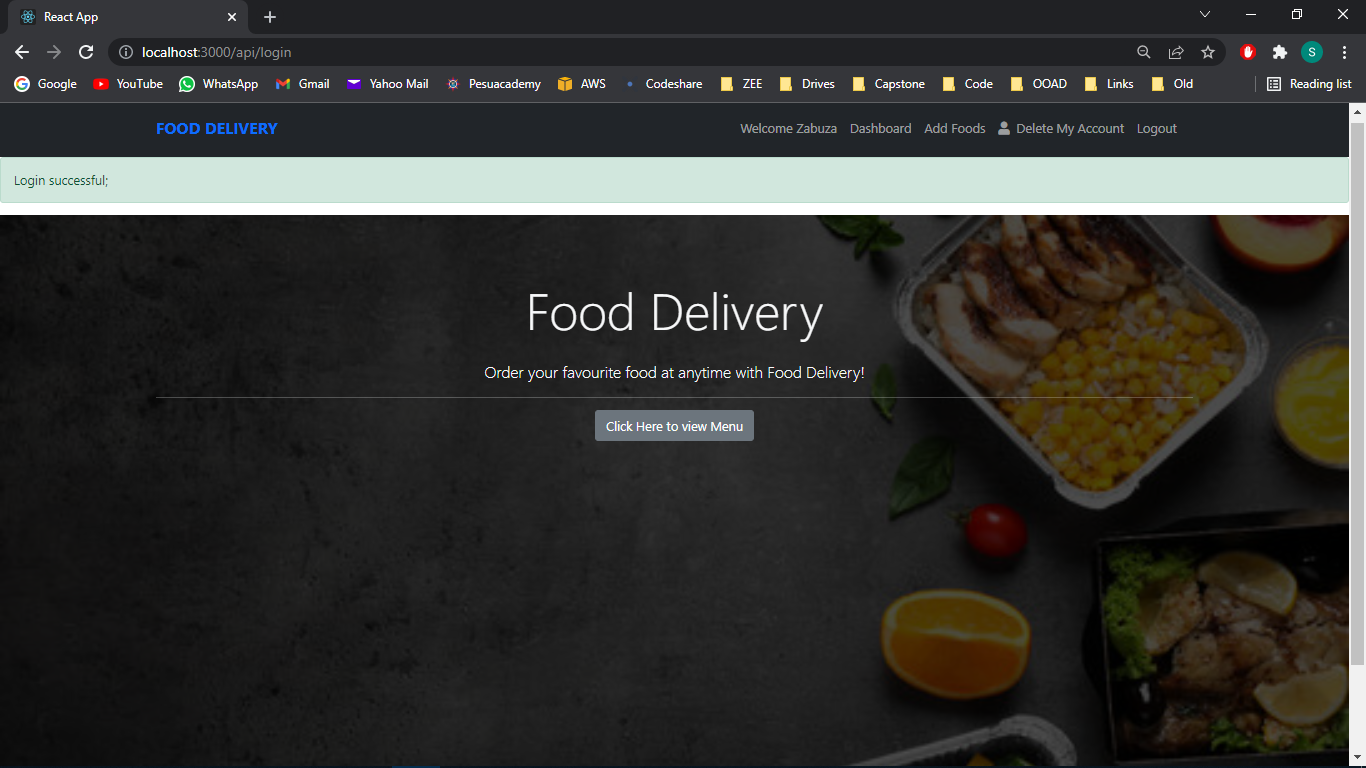 React App
localhost:3000/api/login
S
Google YouTube WhatsApp Gmail Yahoo Mail Pesuacademy AWS Codeshare ZEE Drives Capstone Code OOAD Links Old Reading list
FOOD DELIVERY Welcome Zabuza Dashboard Add Foods Delete My Account Logout
Login successful;
Food Delivery
Order your favourite food at anytime with Food Delivery!
Click Here to view Menu